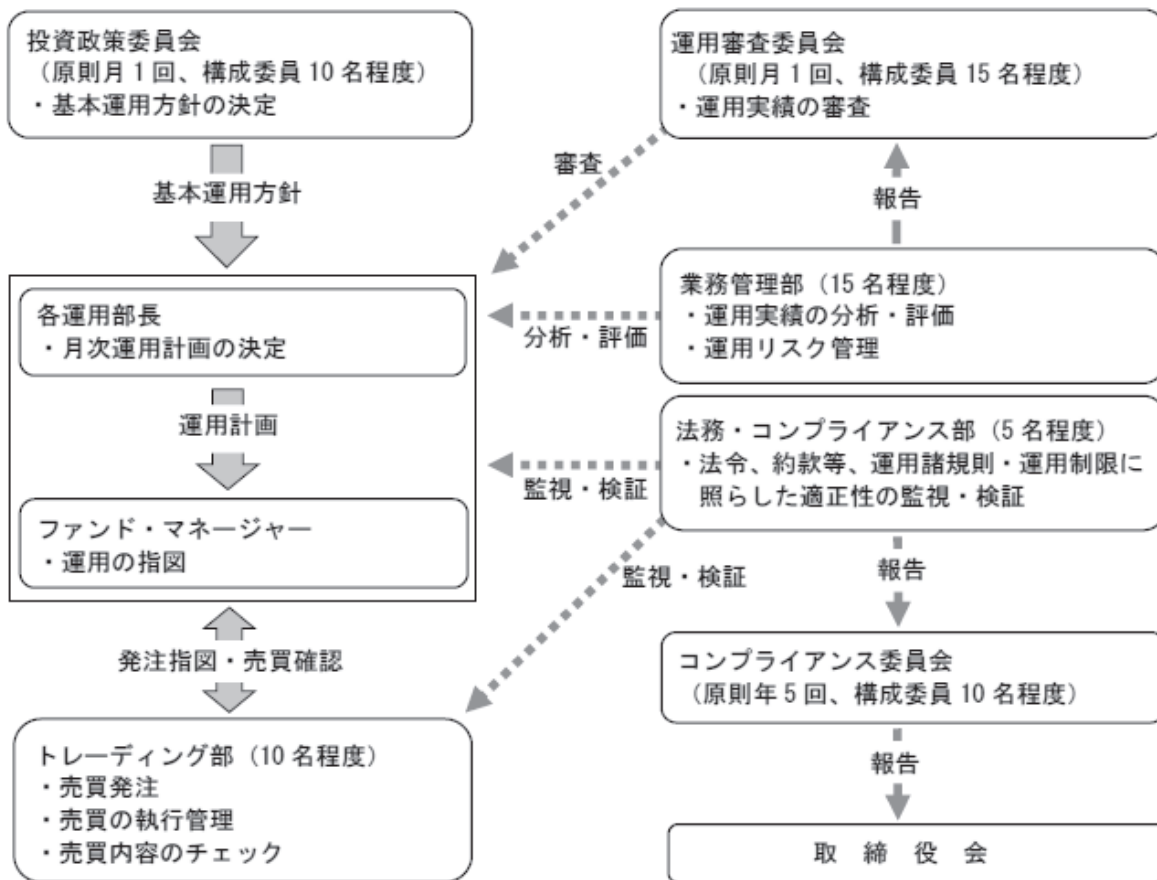 投資政策委員会
（原則月1回、構成委員10名程度）
・基本運用方針の決定
基本運用方針
各運用部長
・月次運用計画の決定
運用計画
ファンド・マネージャー
・運用の指図
発注指図・売買確認
トレーディング部（10名程度）
・売買発注
・売買の執行管理
・売買内容のチェック
運用審査委員会
（原則月1回、構成委員15名程度）
・運用実績の審査
審査
報告
業務管理部（15名程度）
・運用実績の分析・評価
・運用リスク管理
分析・評価
法務・コンプライアンス部（5名程度）
・法令、約款等、運用諸規則・運用制限に
照らした適正性の監視・検証
監視・検証
監視・検証
報告
コンプライアンス委員会
（原則年5回、構成委員10名程度）
報告
取　締　役　会